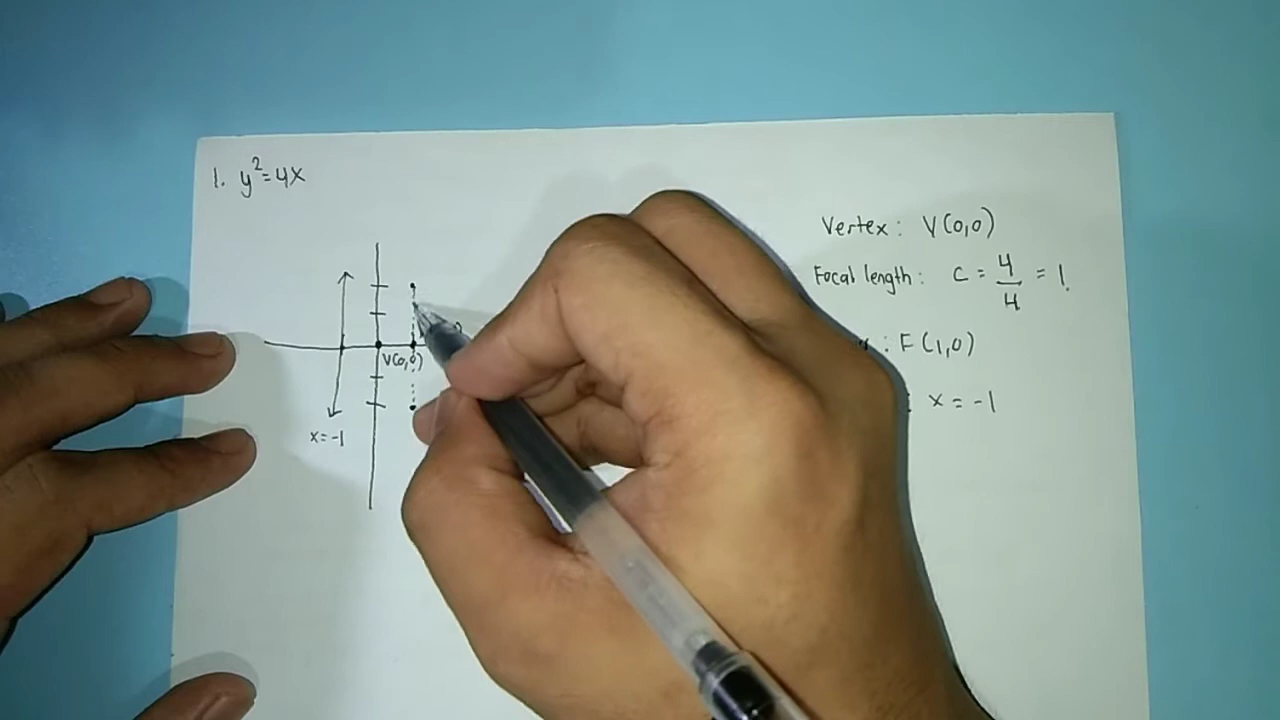 1. y²=4x
Vertex: V(0,0)
Focal length: c = 4/4 = 1.
: F(1,0)
x = -1
V(0,0)
x=-1